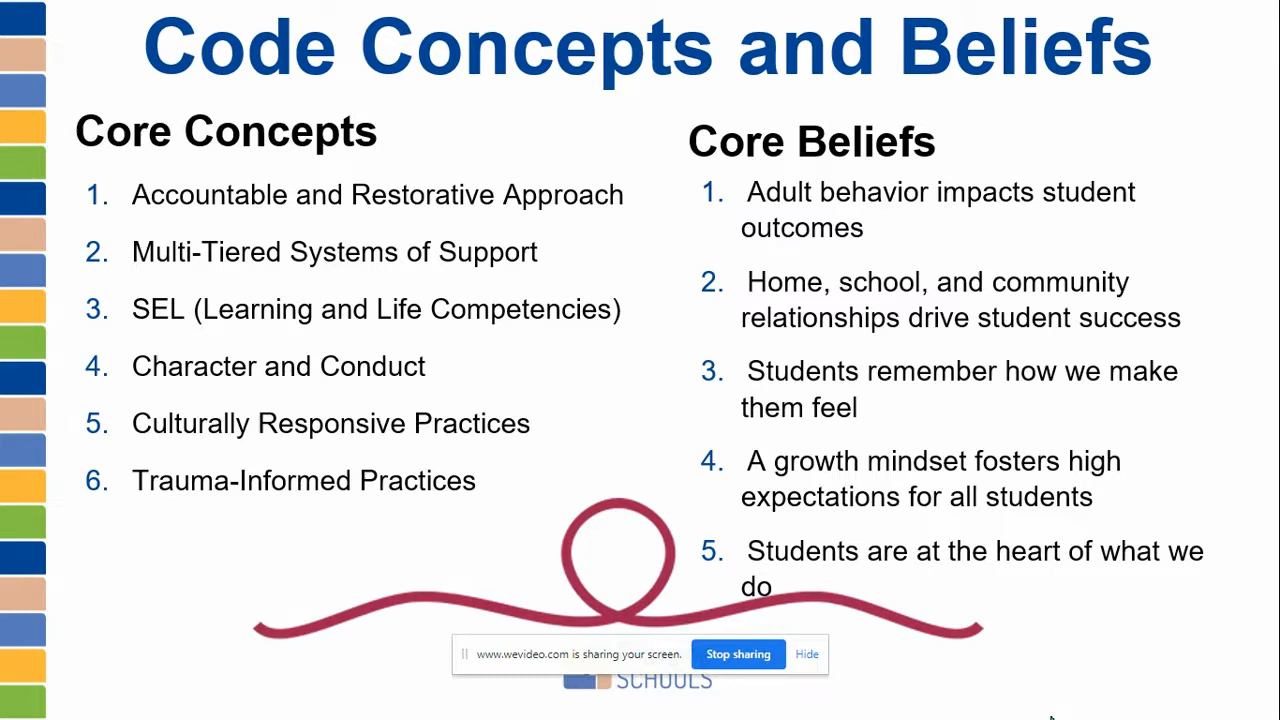 Code Concepts and Beliefs
Core Concepts
1. Accountable and Restorative Approach
2. Multi-Tiered Systems of Support
3. SEL (Learning and Life Competencies)
4. Character and Conduct
5. Culturally Responsive Practices
6. Trauma-Informed Practices
Core Beliefs
1. Adult behavior impacts student
outcomes
2. Home, school, and community
relationships drive student success
3. Students remember how we make
them feel
4. A growth mindset fosters high
expectations for all students
5. Students are at the heart of what we
do
www.wevideo.com is sharing your screen. Stop sharing Hide
SCHOOLS